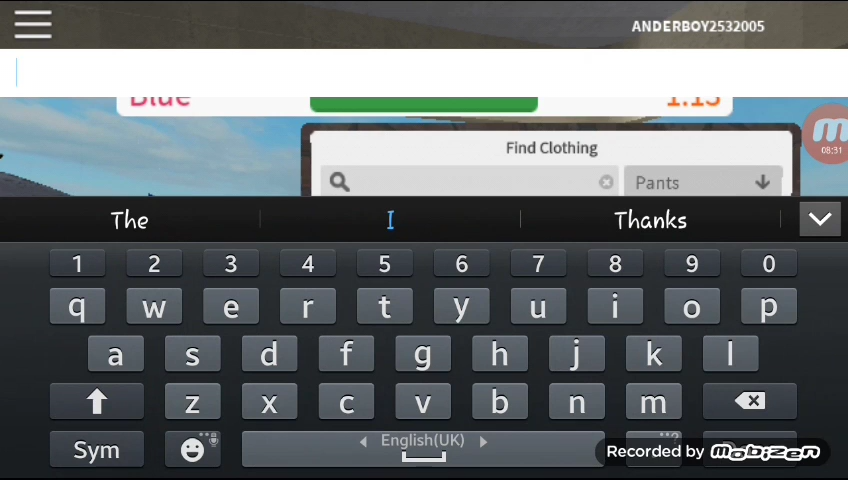 ANDERBOY2532005
Blue 1:13
08:31
Find Clothing
Pants
The I Thanks
1 2 3 4 5 6 7 8 9 0
q w e r t y u i o p
a s d f g h j k l
z x c v b n m
Sym English(UK)
Recorded by mobizen